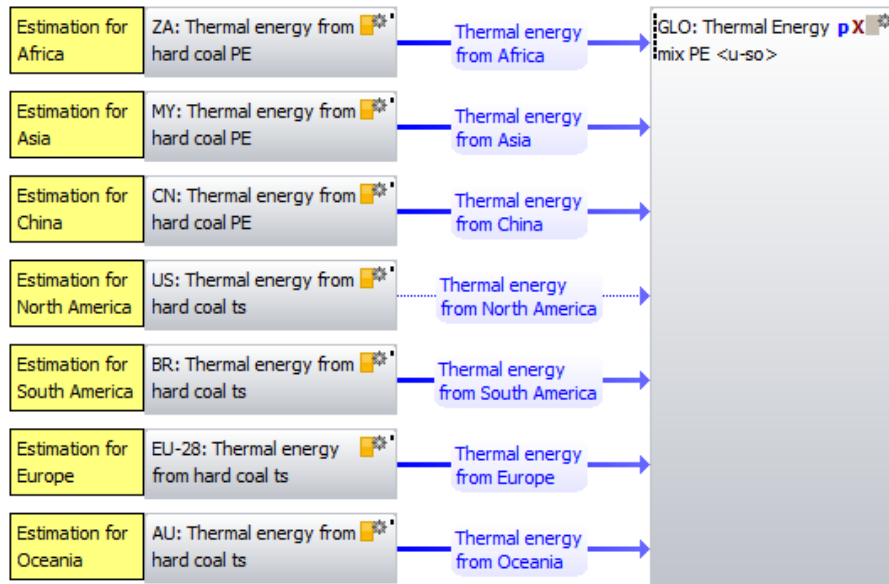 Estimation for
Africa
ZA: Thermal energy from
hard coal PE
Thermal energy
from Africa
GLO: Thermal Energy pX
mix PE <u-so>
Estimation for
Asia
MY: Thermal energy from
hard coal PE
Thermal energy
from Asia
Estimation for
China
CN: Thermal energy from
hard coal PE
Thermal energy
from China
Estimation for
North America
US: Thermal energy from
hard coal ts
Thermal energy
from North America
Estimation for
South America
BR: Thermal energy from
hard coal ts
Thermal energy
from South America
Estimation for
Europe
EU-28: Thermal energy
from hard coal ts
Thermal energy
from Europe
Estimation for
Oceania
AU: Thermal energy from
hard coal ts
Thermal energy
from Oceania